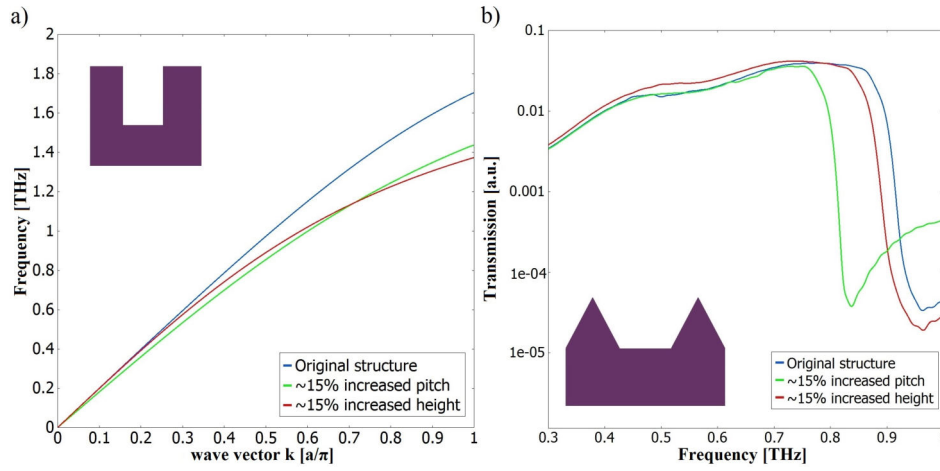 a)
2
1.8
1.6
1.4
1.2
1
0.8
0.6
0.4
0.2
0
Frequency [THz]
0 0.1 0.2 0.3 0.4 0.5 0.6 0.7 0.8 0.9 1
wave vector k [a/π]
Original structure
~15% increased pitch
~15% increased height
b)
0.1
0.01
0.001
1e-04
1e-05
Transmission [a.u.]
0.3 0.4 0.5 0.6 0.7 0.8 0.9
Frequency [THz]
Original structure
~15% increased pitch
~15% increased height